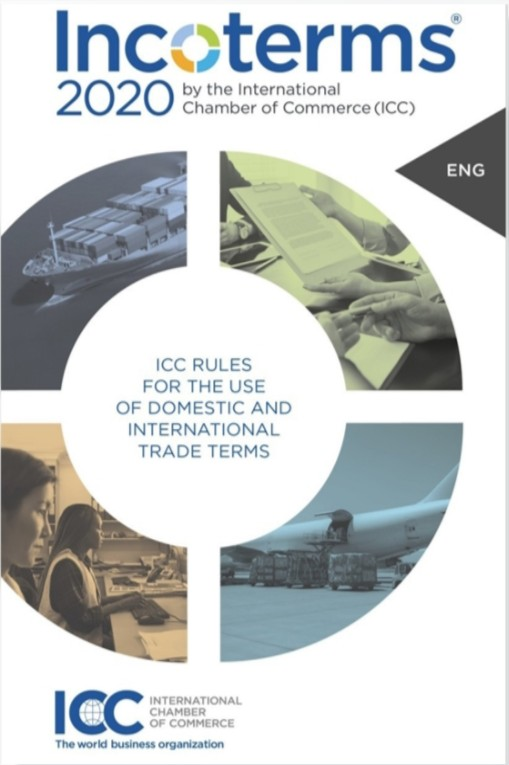 Incoterms®
2020 by the International
Chamber of Commerce (ICC)
ENG
ICC RULES
FOR THE USE
OF DOMESTIC AND
INTERNATIONAL
TRADE TERMS
ICC INTERNATIONAL
CHAMBER
OF COMMERCE
The world business organization